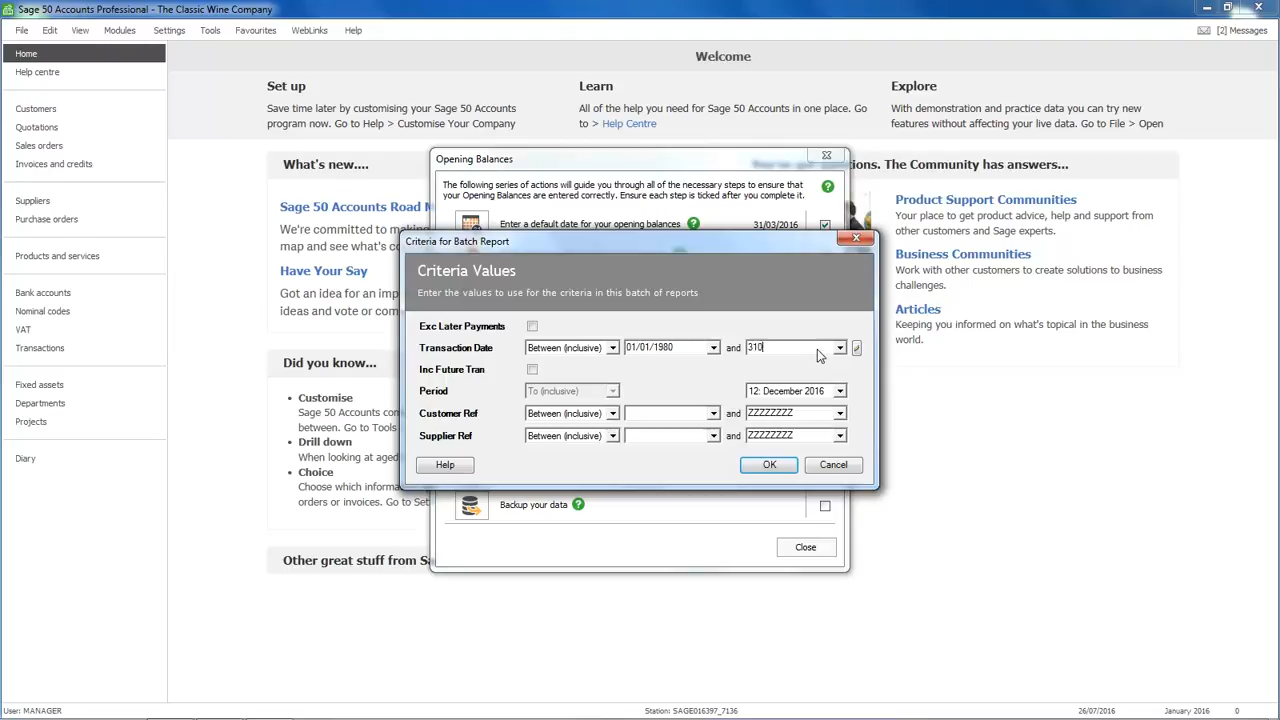 Sage 50 Accounts Professional - The Classic Wine Company
File Edit View Modules Settings Tools Favourites WebLinks Help
[2] Messages
Home
Help centre
Customers
Quotations
Sales orders
Invoices and credits
Suppliers
Purchase orders
Products and services
Bank accounts
Nominal codes
VAT
Transactions
Fixed assets
Departments
Projects
Diary
Welcome
Set up
Save time later by customising your Sage 50 Accounts
program now. Go to Help > Customise Your Company
Learn
All of the help you need for Sage 50 Accounts in one place. Go
to > Help Centre
Explore
With demonstration and practice data you can try new
features without affecting your live data. Go to File > Open
What's new....
Sage 50 Accounts Road M
We're committed to ma
map and see what's co
Have Your Say
Got an idea for an imp
ideas and vote or com
Did you know...
Customise
Sage 50 Accounts com
between. Go to Tools
Drill down
When looking at aged
Choice
Choose which informa
orders or invoices. Go to Set
Other great stuff from Sa
The Community has answers...
Product Support Communities
Your place to get product advice, help and support from
other customers and Sage experts.
Business Communities
Work with other customers to create solutions to business
challenges.
Articles
Keeping you informed on what's topical in the business
world.
Opening Balances
The following series of actions will guide you through all of the necessary steps to ensure that
your Opening Balances are entered correctly. Ensure each step is ticked after you complete it.
Enter a default date for your opening balances 31/03/2016
Criteria for Batch Report
Criteria Values
Enter the values to use for the criteria in this batch of reports
Exc Later Payments
Transaction Date Between (inclusive) 01/01/1980 and 310
Inc Future Tran
Period To (inclusive) 12: December 2016
Customer Ref Between (inclusive) and ZZZZZZZZ
Supplier Ref Between (inclusive) and ZZZZZZZZ
Help OK Cancel
Backup your data
Close
User: MANAGER Station: SAGE016397_7136 26/07/2016 January 2016 0